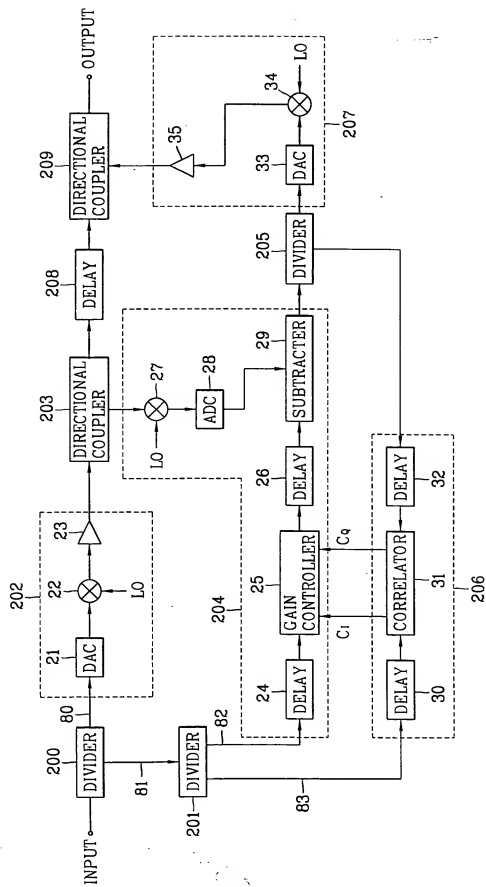 INPUT
200
DIVIDER
80
81
201
DIVIDER
82
83
202
21
DAC
22
LO
23
203
DIRECTIONAL
COUPLER
208
DELAY
209
DIRECTIONAL
COUPLER
OUTPUT
204
24
DELAY
25
GAIN
CONTROLLER
26
DELAY
LO
27
28
ADC
29
SUBTRACTER
205
DIVIDER
207
33
DAC
34
LO
35
CI
CQ
206
30
DELAY
31
CORRELATOR
32
DELAY